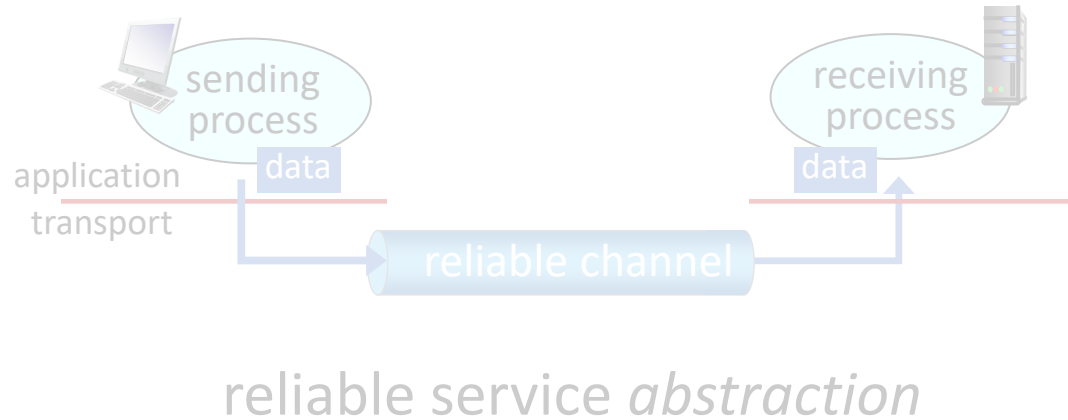 sending
process
receiving
process
data
data
application
transport
reliable channel
reliable service abstraction